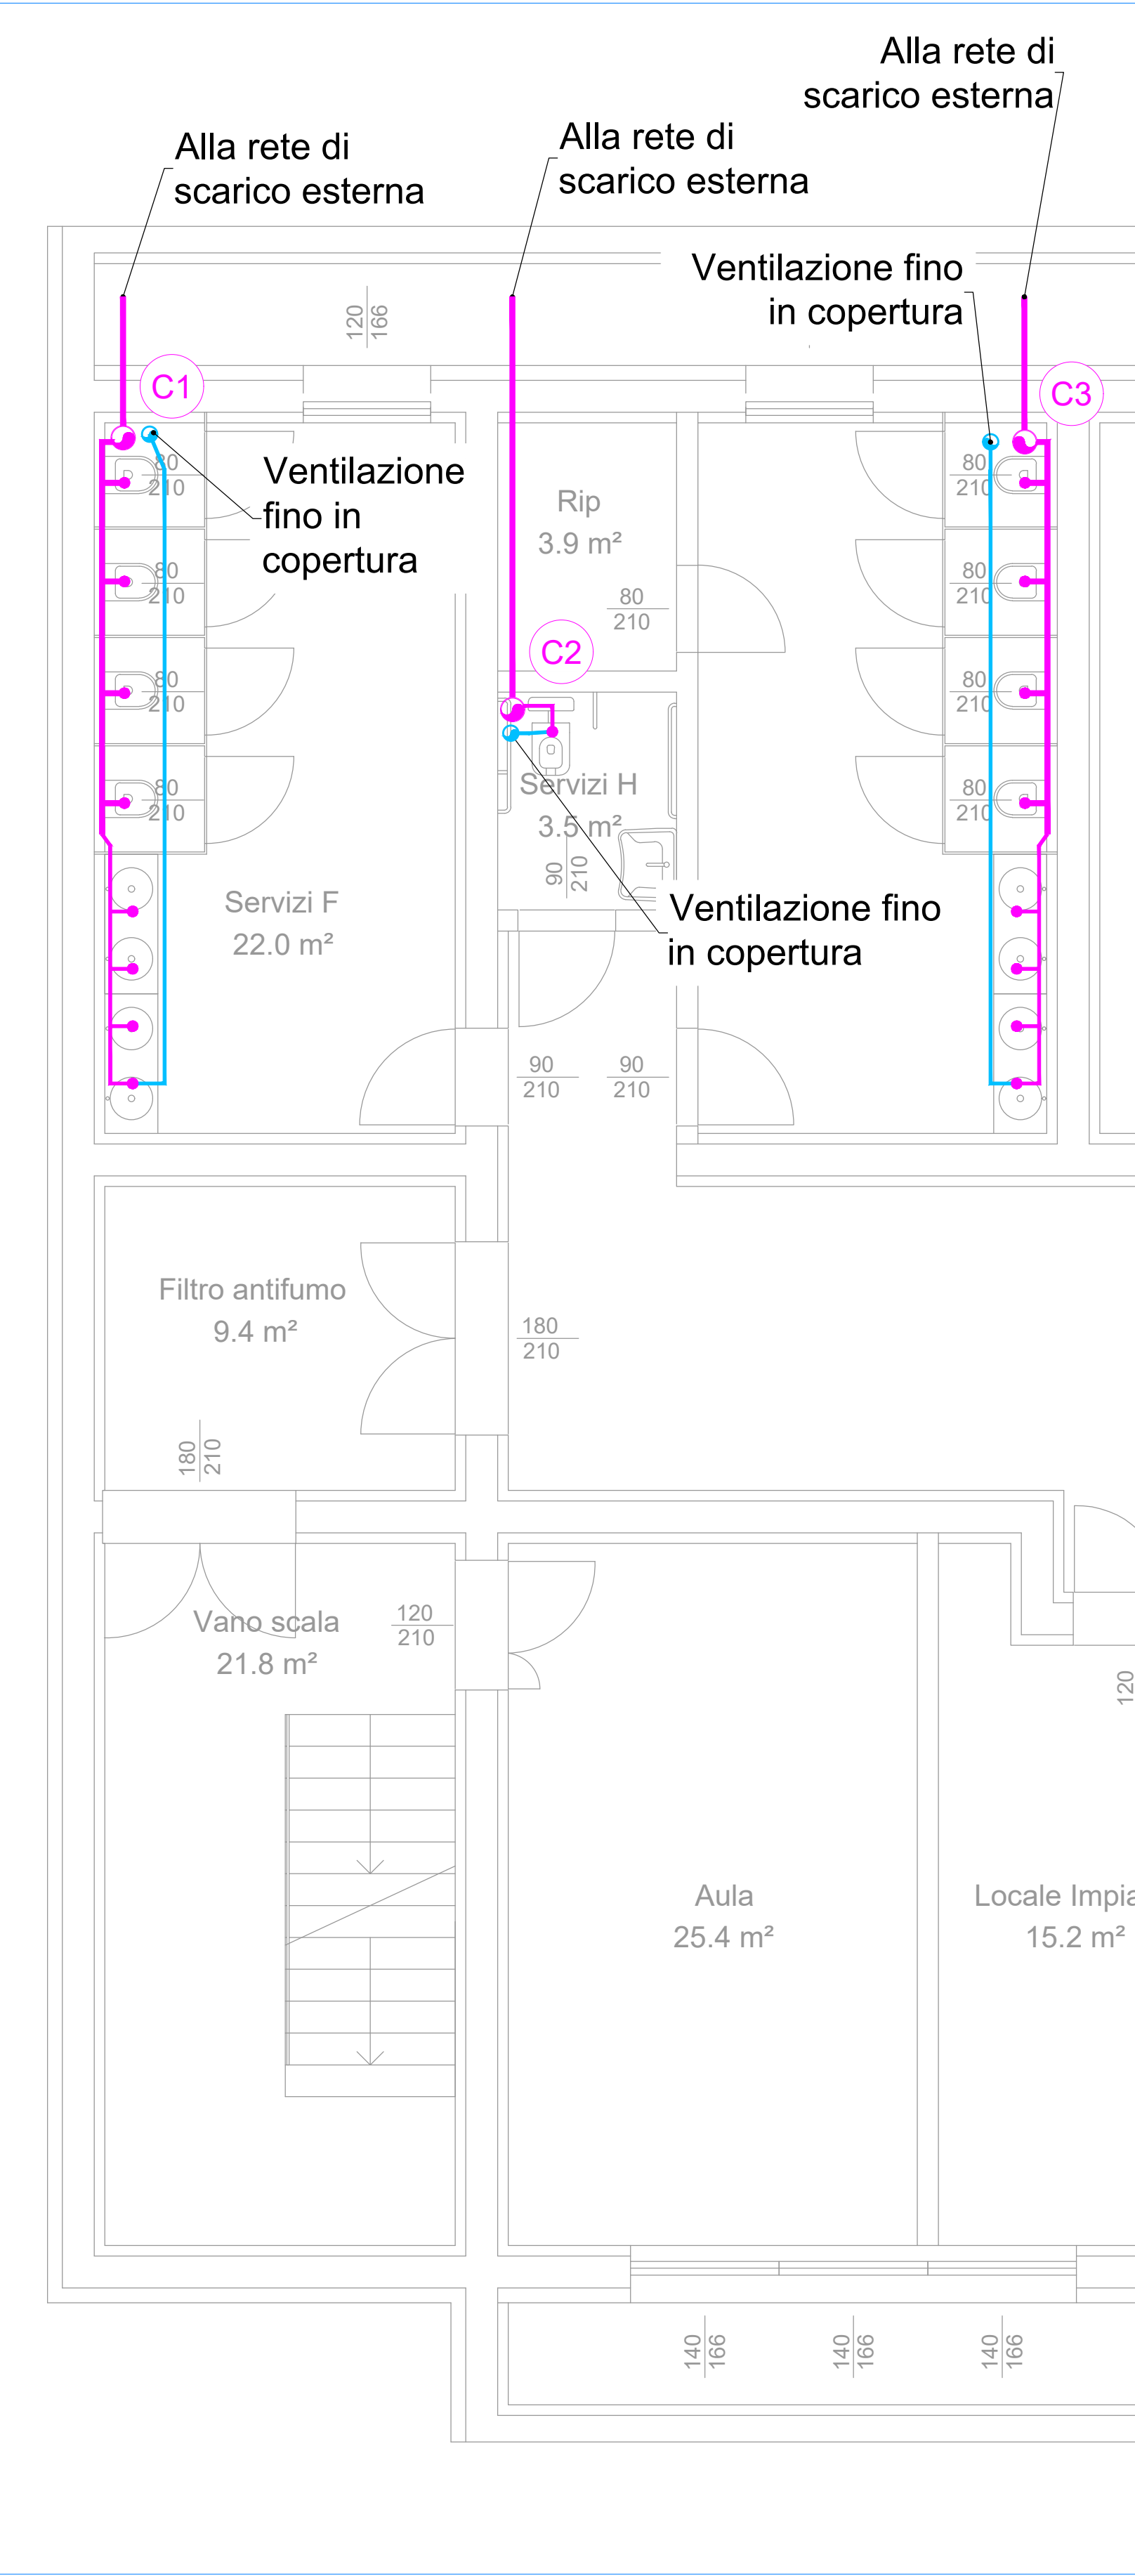 Alla rete di
scarico esterna
Alla rete di
scarico esterna
Alla rete di
scarico esterna
Ventilazione fino
in copertura
120
166
C1
C3
Ventilazione
fino in
copertura
80
210
80
210
80
210
80
210
Rip
3.9 m²
80
210
C2
80
210
80
210
80
210
80
210
Servizi H
3.5 m²
90
210
Servizi F
22.0 m²
Ventilazione fino
in copertura
90
210
90
210
Filtro antifumo
9.4 m²
180
210
180
210
Vano scala
21.8 m²
120
210
120
Aula
25.4 m²
Locale Impia
15.2 m²
140
166
140
166
140
166